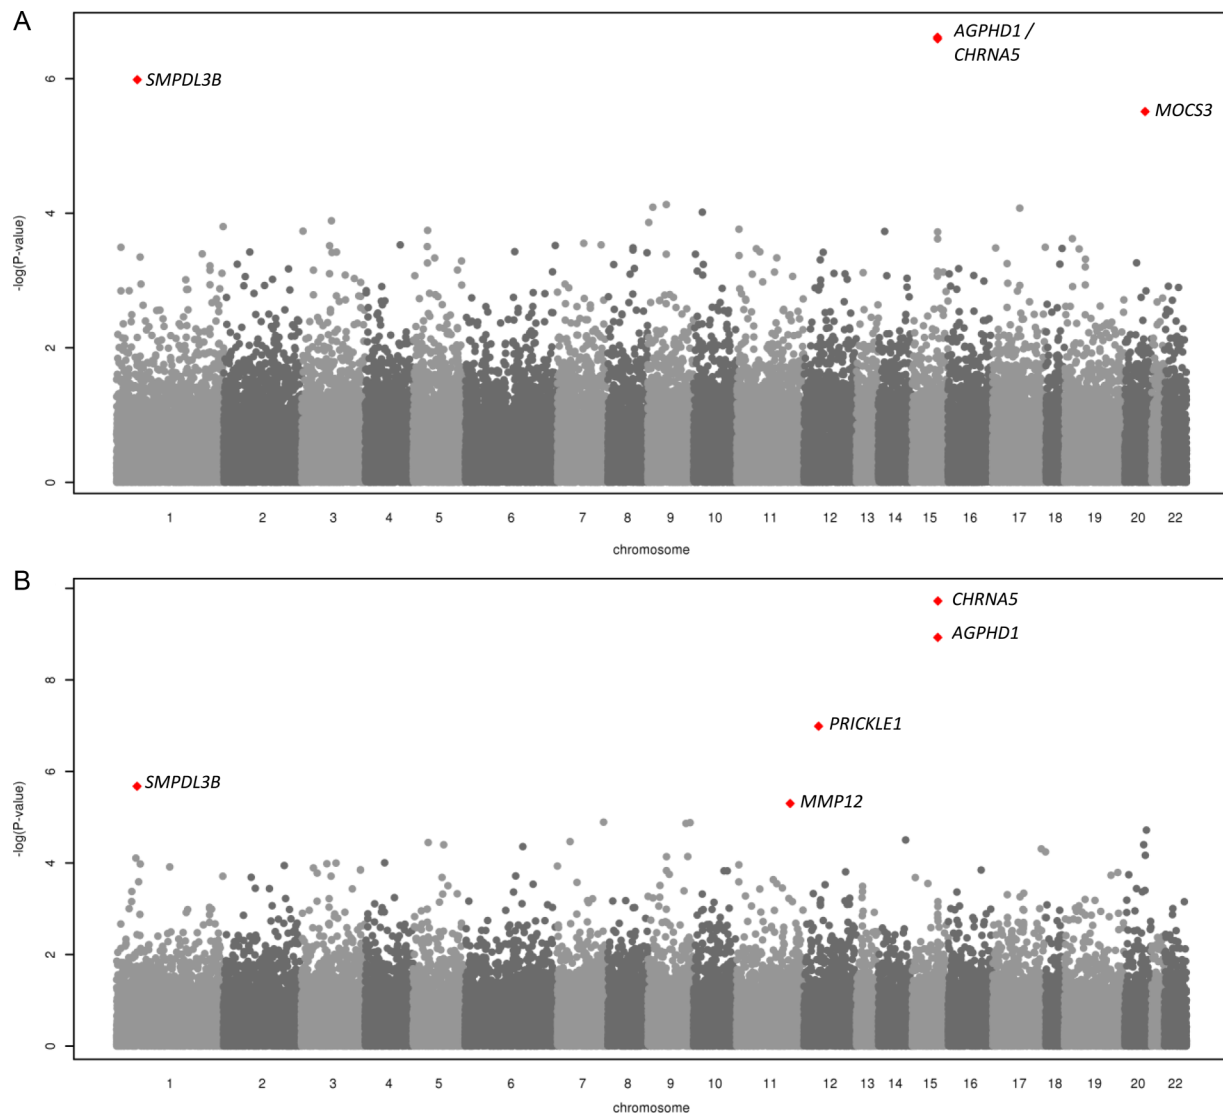 A
AGPHD1 /
CHRNA5
SMPDL3B
MOCS3
6
4
2
0
-log(P-value)
1 2 3 4 5 6 7 8 9 10 11 12 13 14 15 16 17 18 19 20 22
chromosome
B
CHRNA5
AGPHD1
PRICKLE1
SMPDL3B
MMP12
8
6
4
2
0
-log(P-value)
1 2 3 4 5 6 7 8 9 10 11 12 13 14 15 16 17 18 19 20 22
chromosome